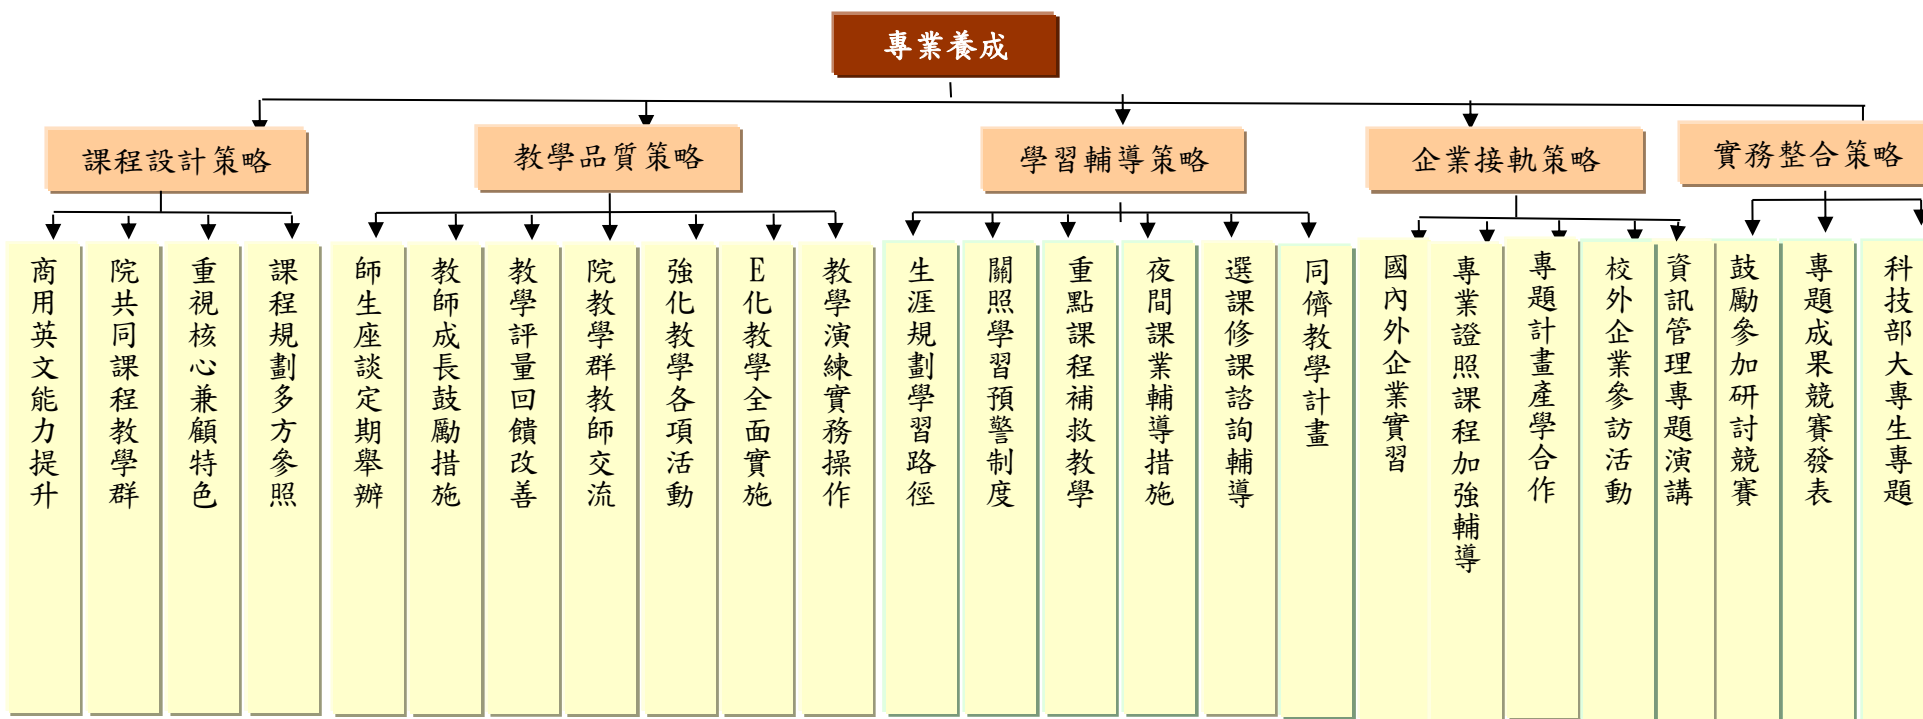 專業養成
課程設計策略
教學品質策略
學習輔導策略
企業接軌策略
實務整合策略
商用英文能力提升
院共同課程教學群
重視核心兼顧特色
課程規劃多方參照
師生座談定期舉辦
教師成長鼓勵措施
教學評量回饋改善
院教學群教師交流
強化教學各項活動
E化教學全面實施
教學演練實務操作
生涯規劃學習路徑
關照學習預警制度
重點課程補救教學
夜間課業輔導措施
選課修課諮詢輔導
同儕教學計畫
國內外企業實習
專業證照課程加強輔導
專題計畫產學合作
校外企業參訪活動
資訊管理專題演講
鼓勵參加研討競賽
專題成果競賽發表
科技部大專生專題